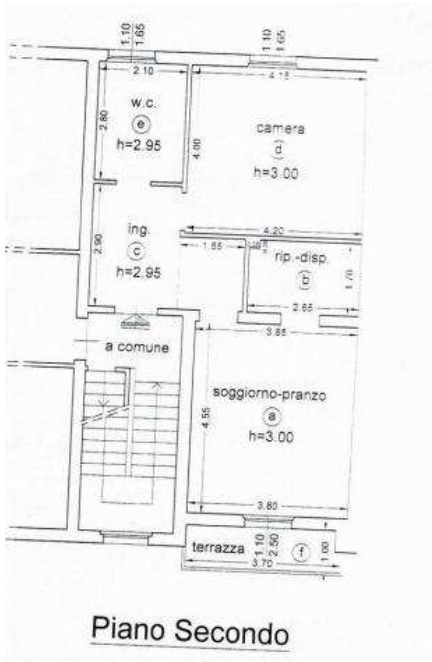 1.10
1.65
1.10
1.65
2.10
4.15
w.c.
e
h=2.95
2.80
4.00
camera
d
h=3.00
4.20
ing.
c
h=2.95
2.90
1.65
rip.-disp.
b
1.70
2.65
3.85
a comune
soggiorno-pranzo
a
h=3.00
4.55
3.80
terrazza
1.10
2.50
f
1.00
3.70
Piano Secondo